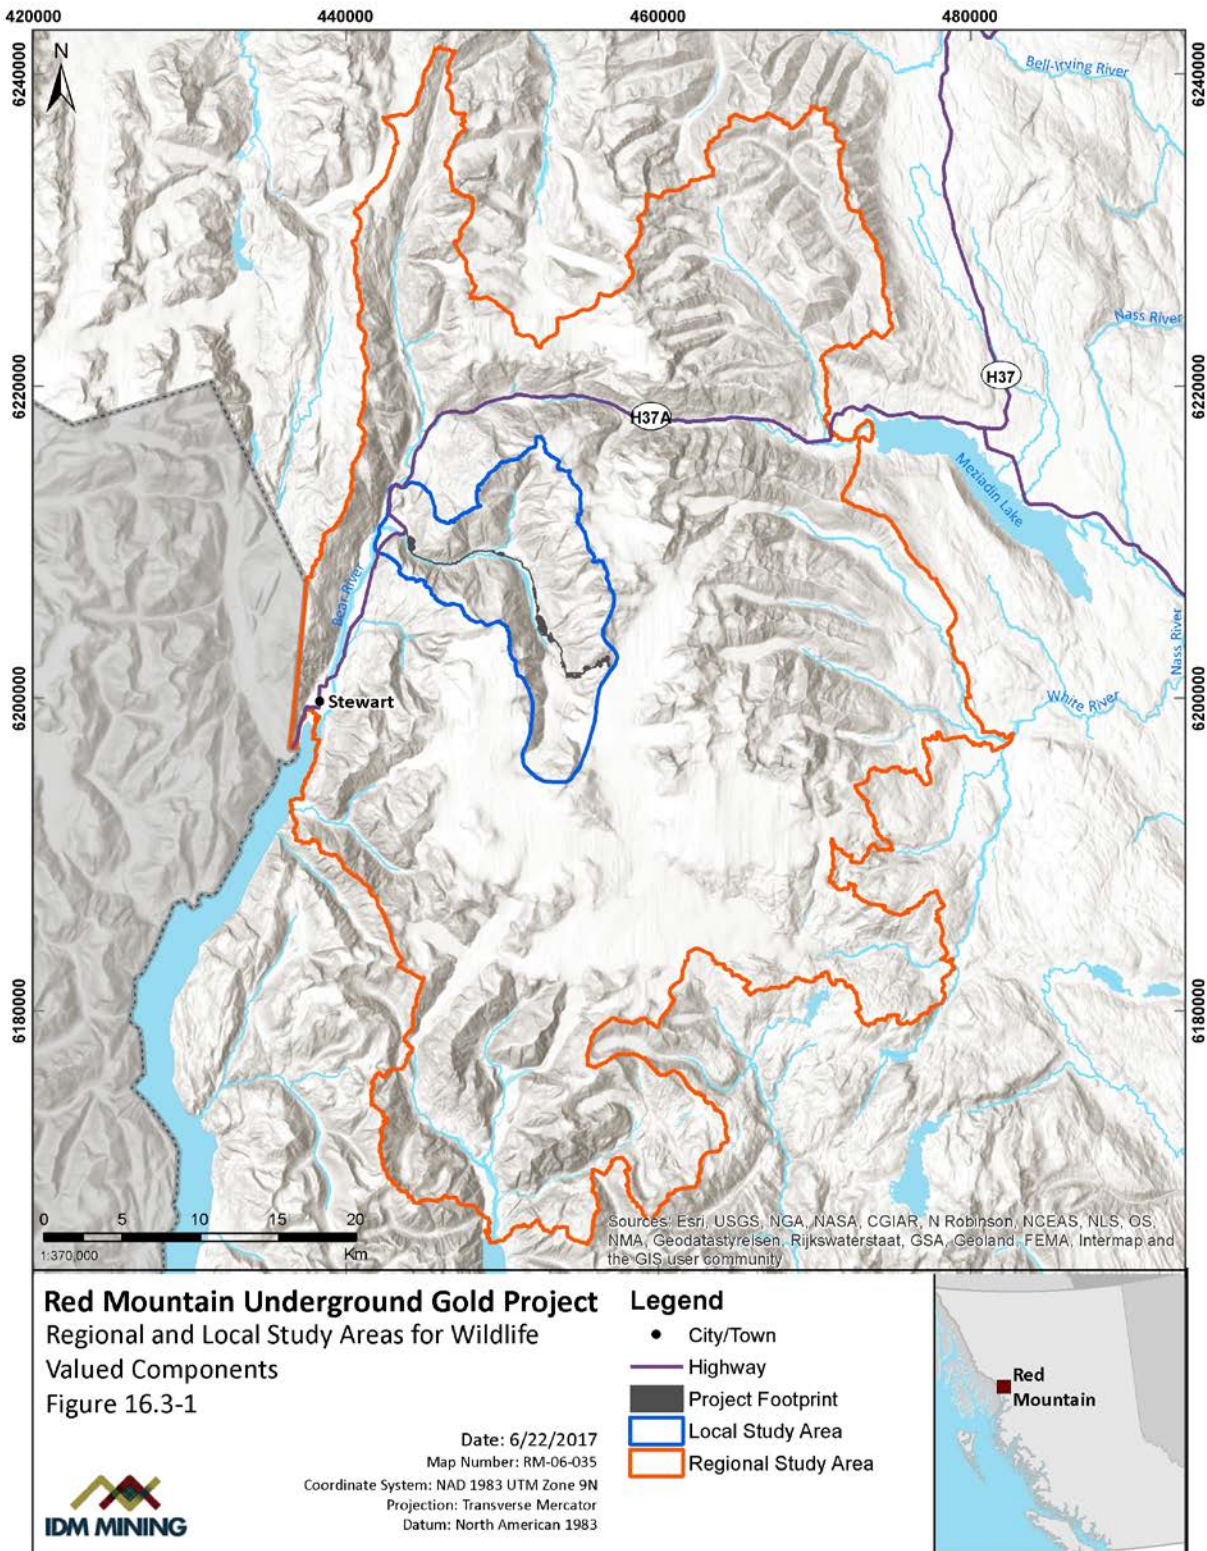 420000 440000 460000 480000
N
6240000
6240000
Bell-Irving River
Nass River
6220000
6220000
H37
H37A
Meziadin Lake
Bear River
Nass River
6200000
6200000
Stewart
White River
6180000
6180000
0 5 10 15 20
1:370,000
Km
Sources: Esri, USGS, NGA, NASA, CGIAR, N Robinson, NCEAS, NLS, OS,
NMA, Geodatastyrelsen, Rijkswaterstaat, GSA, Geoland, FEMA, Intermap and
the GIS user community
Red Mountain Underground Gold Project
Regional and Local Study Areas for Wildlife
Valued Components
Figure 16.3-1
Date: 6/22/2017
Map Number: RM-06-035
Coordinate System: NAD 1983 UTM Zone 9N
Projection: Transverse Mercator
Datum: North American 1983
IDM MINING
Legend
City/Town
Highway
Project Footprint
Local Study Area
Regional Study Area
Red
Mountain